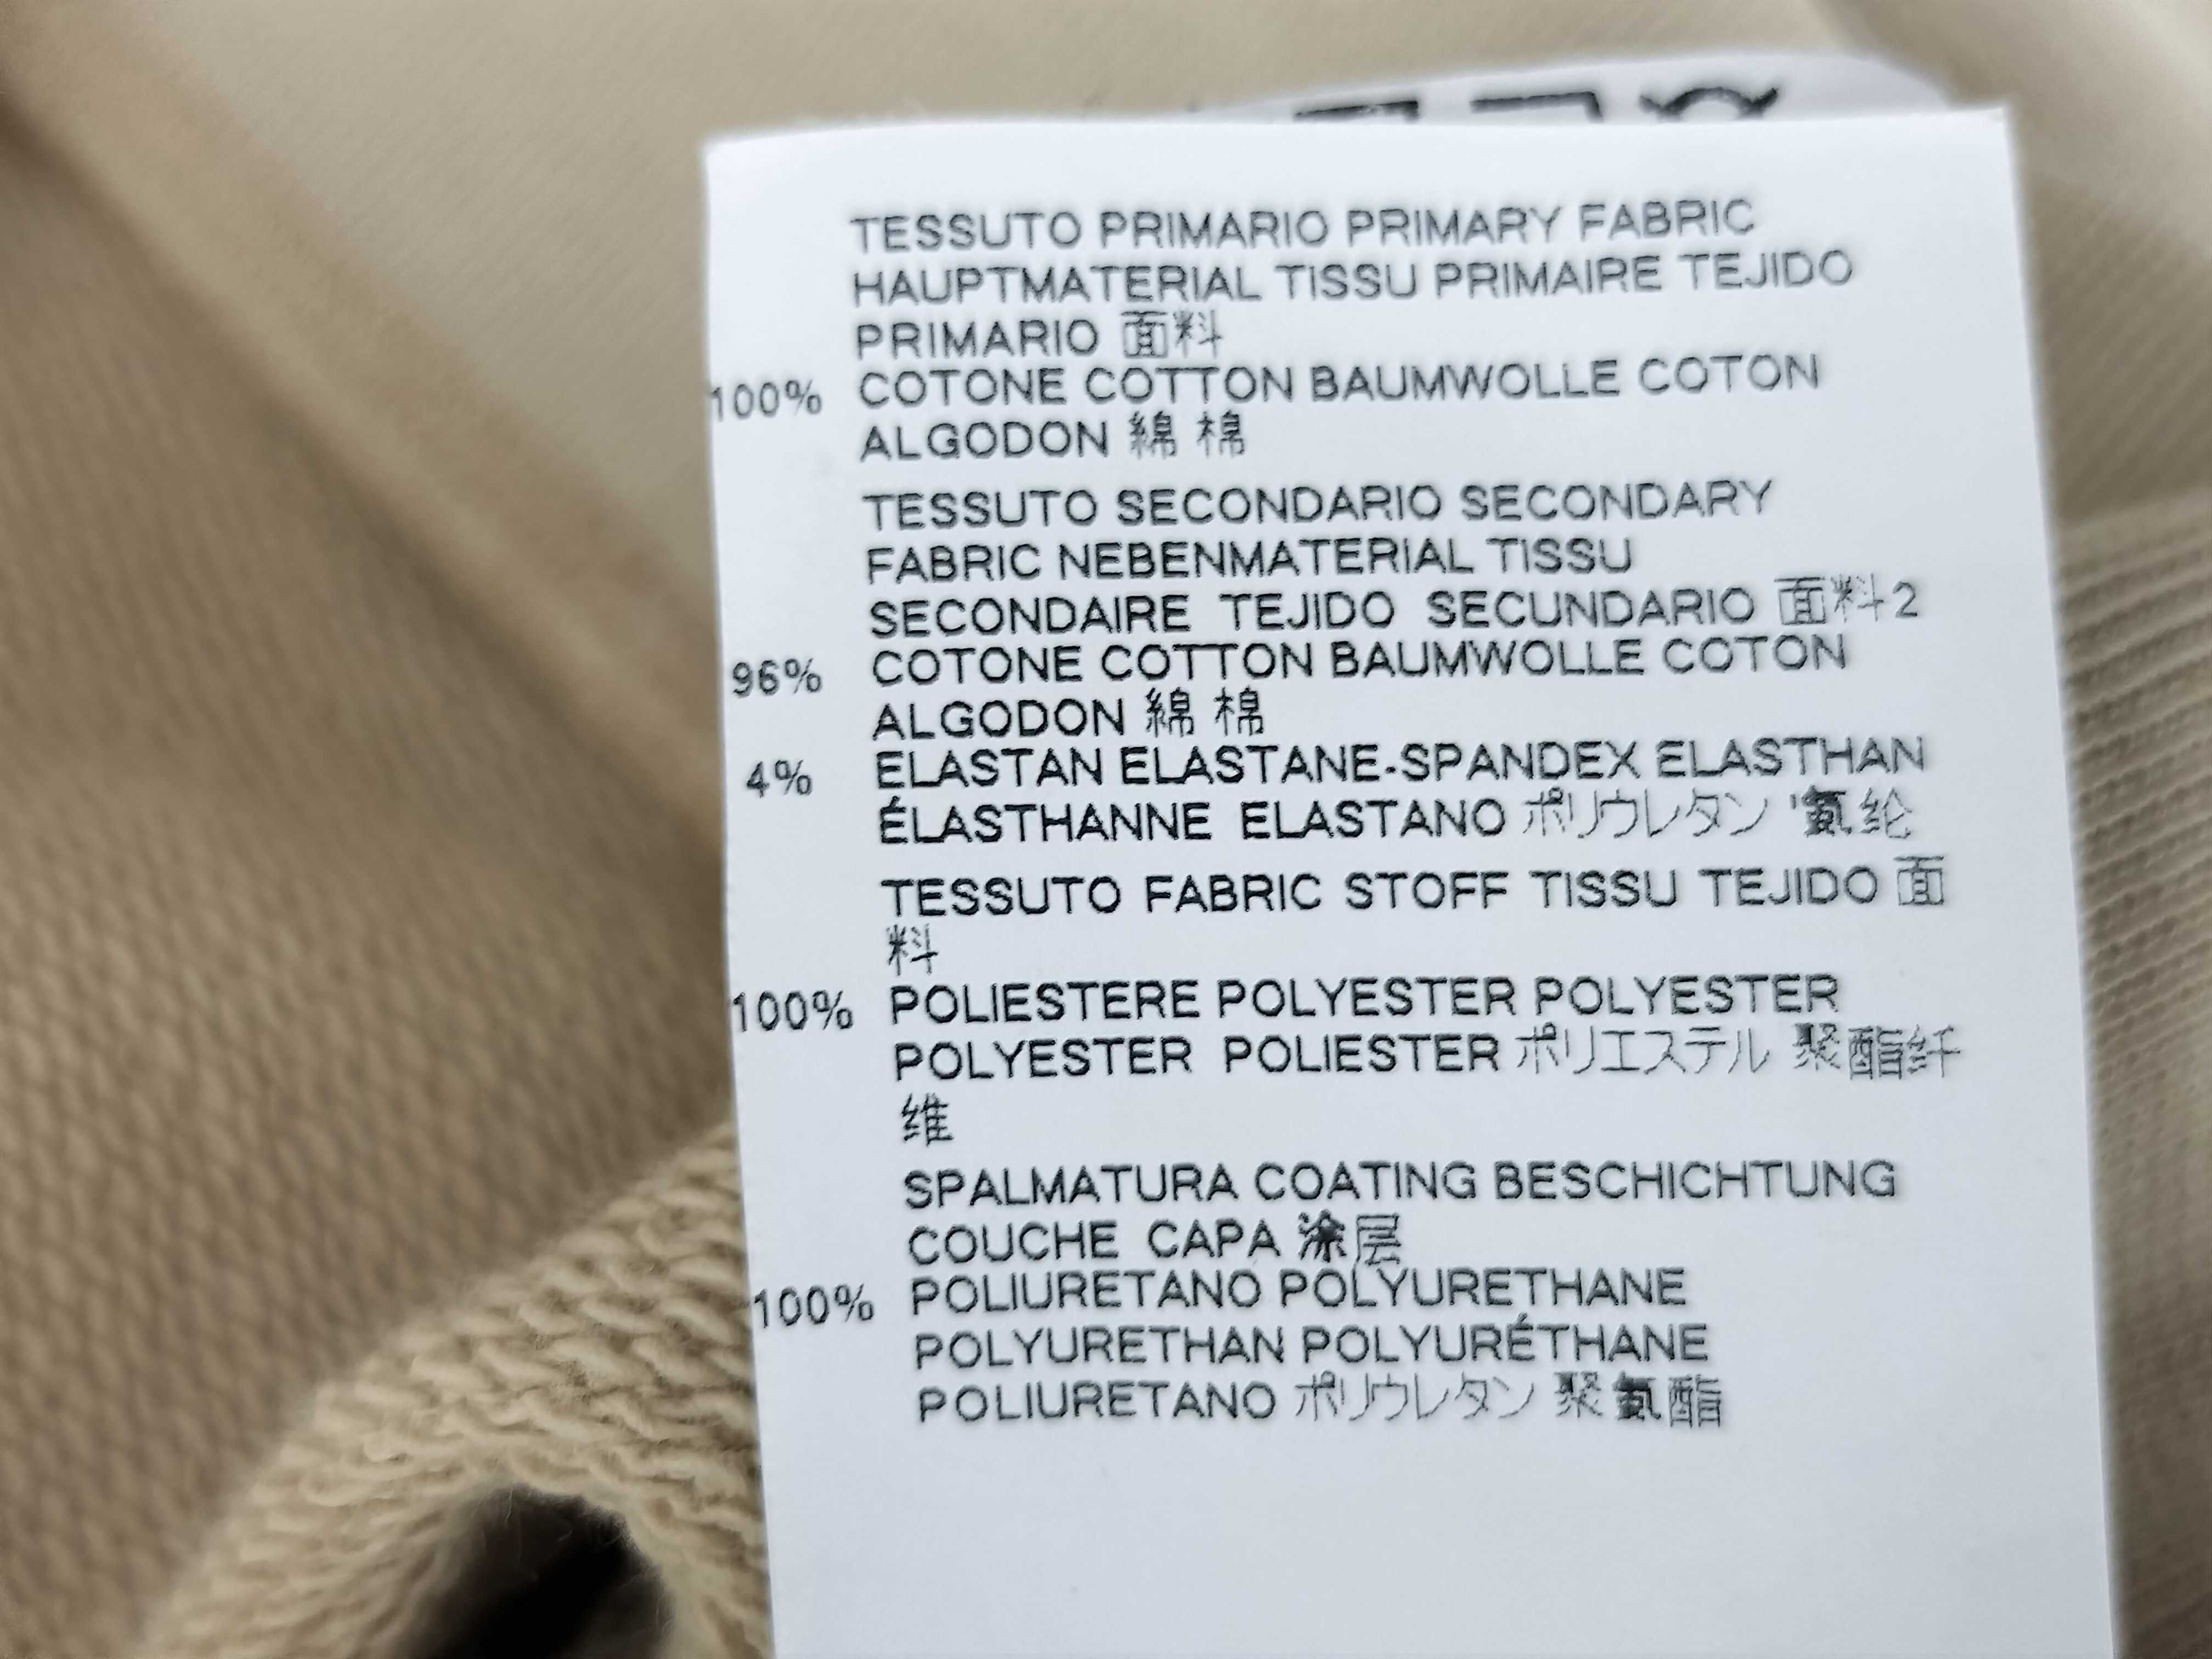 TESSUTO PRIMARIO PRIMARY FABRIC
HAUPTMATERIAL TISSU PRIMAIRE TEJIDO
PRIMARIO 面料
100% COTONE COTTON BAUMWOLLE COTON
ALGODON 綿 棉
TESSUTO SECONDARIO SECONDARY
FABRIC NEBENMATERIAL TISSU
SECONDAIRE TEJIDO SECUNDARIO 面料2
96% COTONE COTTON BAUMWOLLE COTON
ALGODON 綿 棉
4% ELASTAN ELASTANE-SPANDEX ELASTHAN
ÉLASTHANNE ELASTANO ポリウレタン '氨纶
TESSUTO FABRIC STOFF TISSU TEJIDO 面
料
100% POLIESTERE POLYESTER POLYESTER
POLYESTER POLIESTER ポリエステル 聚酯纤
维
SPALMATURA COATING BESCHICHTUNG
COUCHE CAPA 涂层
100% POLIURETANO POLYURETHANE
POLYURETHAN POLYURÉTHANE
POLIURETANO ポリウレタン 聚氨酯